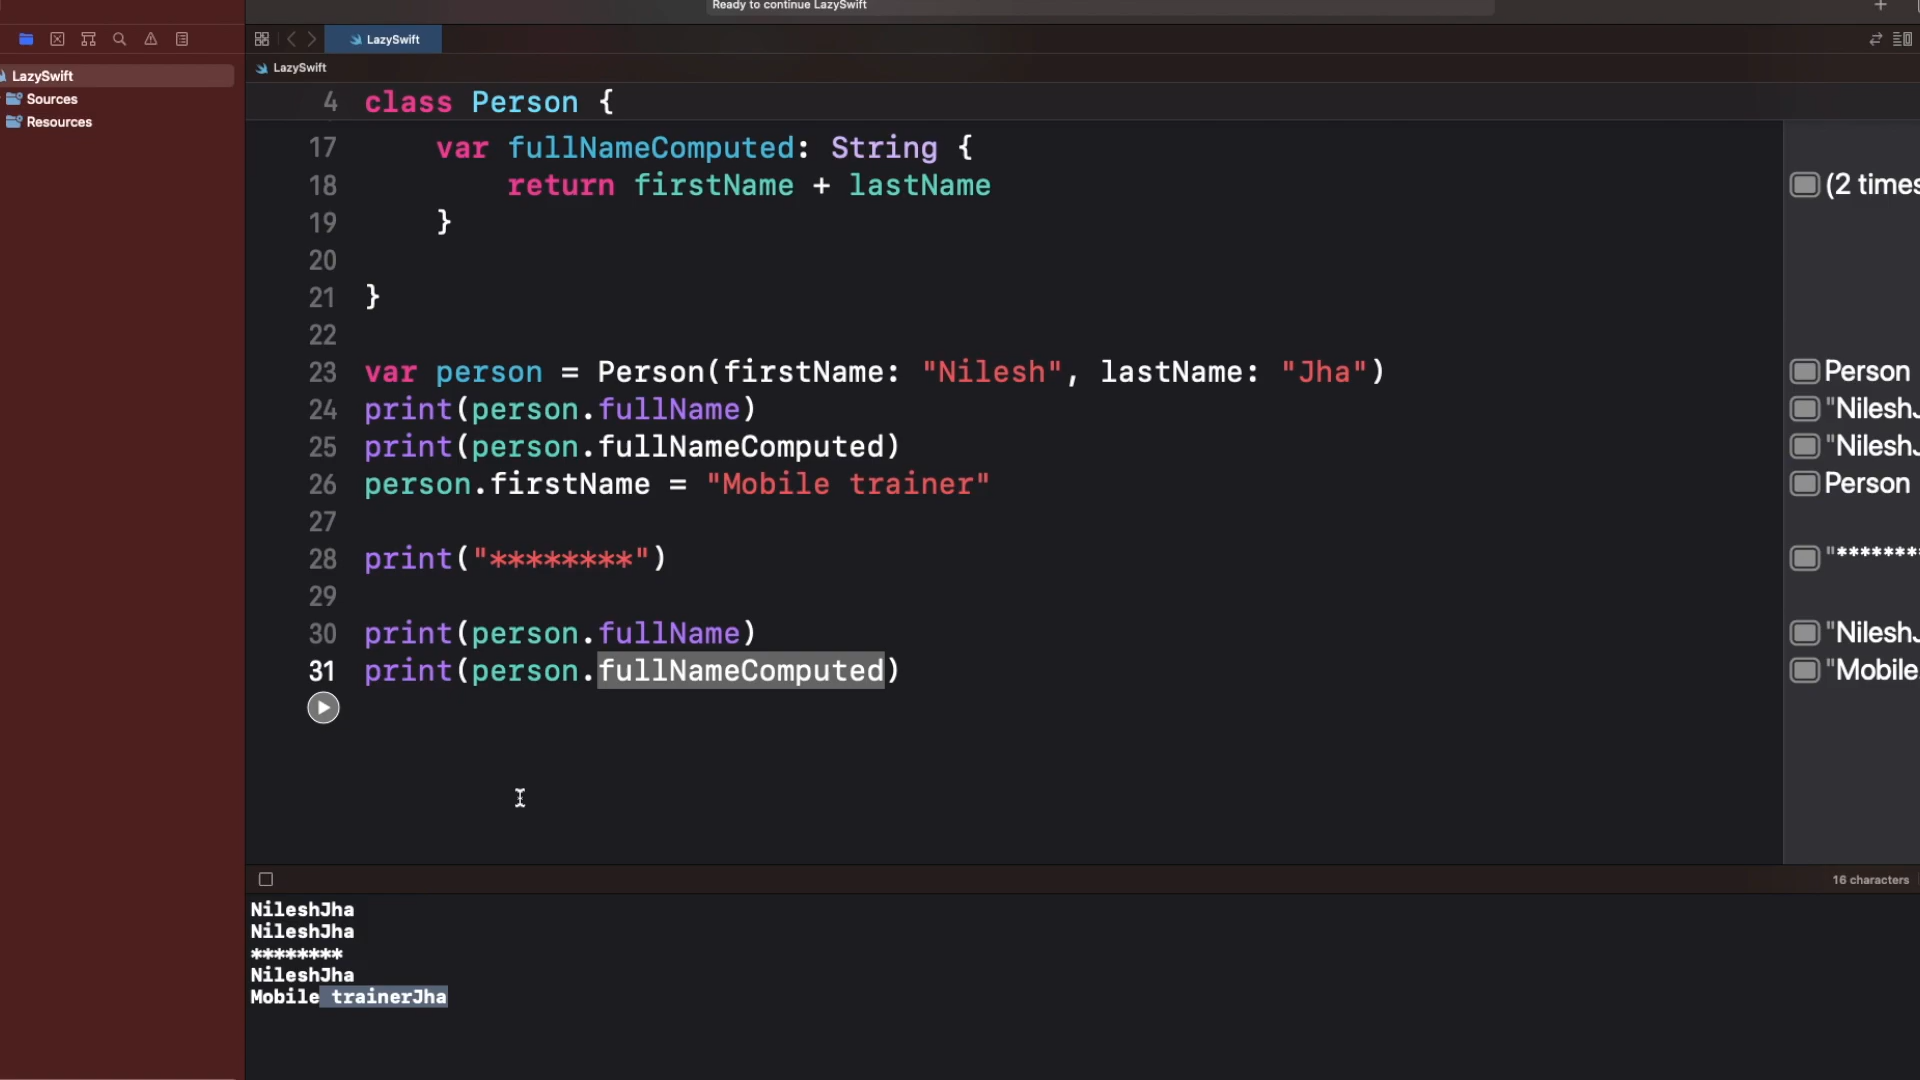 Ready to continue LazySwift
LazySwift
LazySwift
LazySwift
Sources
Resources
4 class Person {
17 var fullNameComputed: String {
18 return firstName + lastName
19 }
20
21 }
22
23 var person = Person(firstName: "Nilesh", lastName: "Jha")
24 print(person.fullName)
25 print(person.fullNameComputed)
26 person.firstName = "Mobile trainer"
27
28 print("********")
29
30 print(person.fullName)
31 print(person.fullNameComputed)
(2 times
Person
"NileshJ
"NileshJ
Person
"********
"NileshJ
"Mobile
16 characters
NileshJha
NileshJha
********
NileshJha
Mobile trainerJha